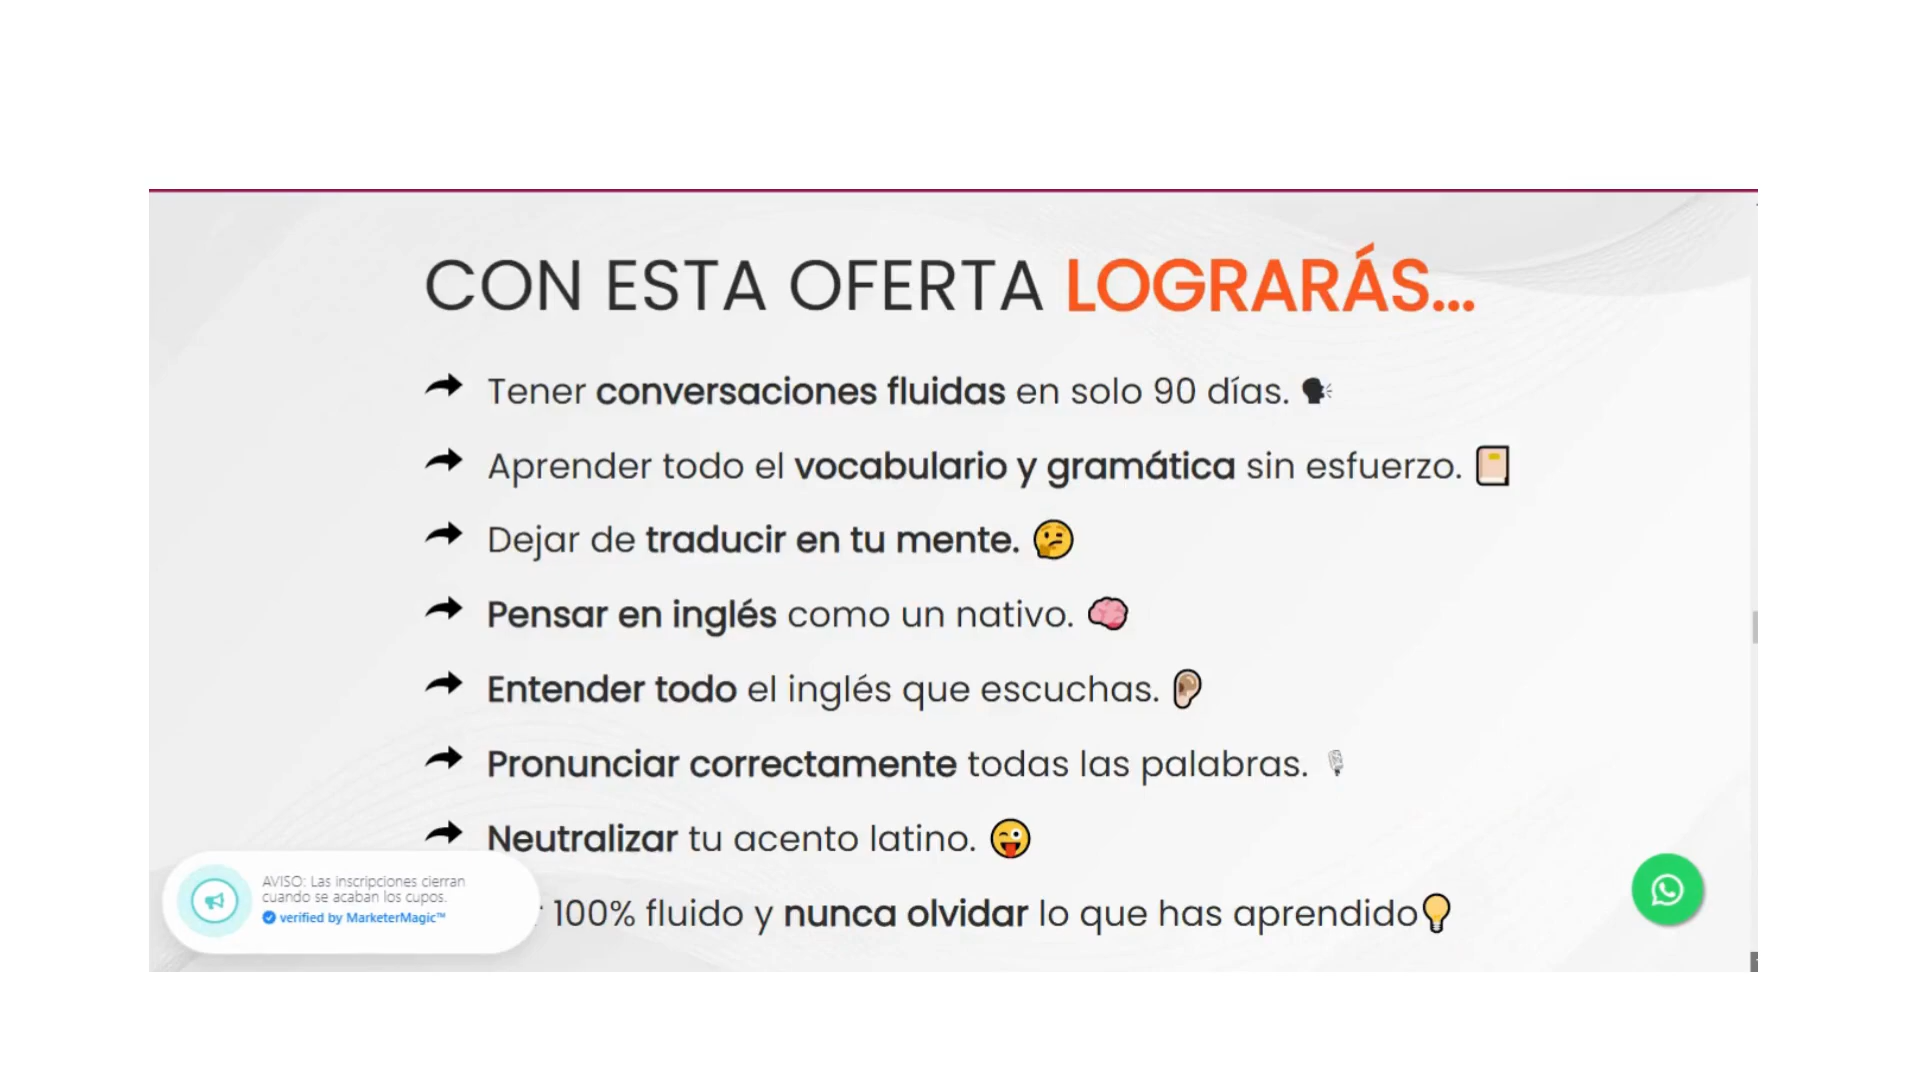 CON ESTA OFERTA LOGRARÁS...
Tener conversaciones fluidas en solo 90 días.
Aprender todo el vocabulario y gramática sin esfuerzo.
Dejar de traducir en tu mente.
Pensar en inglés como un nativo.
Entender todo el inglés que escuchas.
Pronunciar correctamente todas las palabras.
Neutralizar tu acento latino.
100% fluido y nunca olvidar lo que has aprendido
AVISO: Las inscripciones cierran
cuando se acaban los cupos.
verified by MarketerMagic™